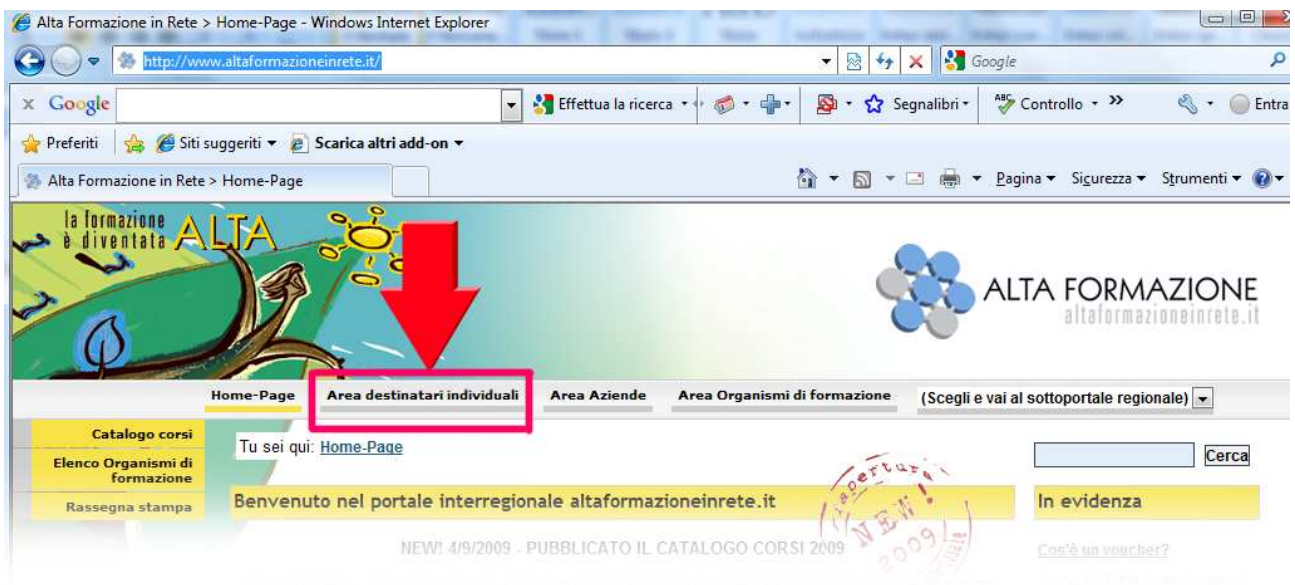 Alta Formazione in Rete > Home-Page - Windows Internet Explorer
http://www.altaformazioneinrete.it/
Google
x Google
Effettua la ricerca
Segnalibri
ABC Controllo
»
Entra
Preferiti
Siti suggeriti
Scarica altri add-on
Alta Formazione in Rete > Home-Page
Pagina
Sicurezza
Strumenti
la formazione
è diventata ALTA
ALTA FORMAZIONE
altaformazioneinrete.it
Home-Page
Area destinatari individuali
Area Aziende
Area Organismi di formazione
(Scegli e vai al sottoportale regionale)
Catalogo corsi
Elenco Organismi di
formazione
Rassegna stampa
Tu sei qui: Home-Page
Cerca
Benvenuto nel portale interregionale altaformazioneinrete.it
apertura
NEW!
2009
In evidenza
NEW! 4/9/2009 - PUBBLICATO IL CATALOGO CORSI 2009
Cos'è un voucher?